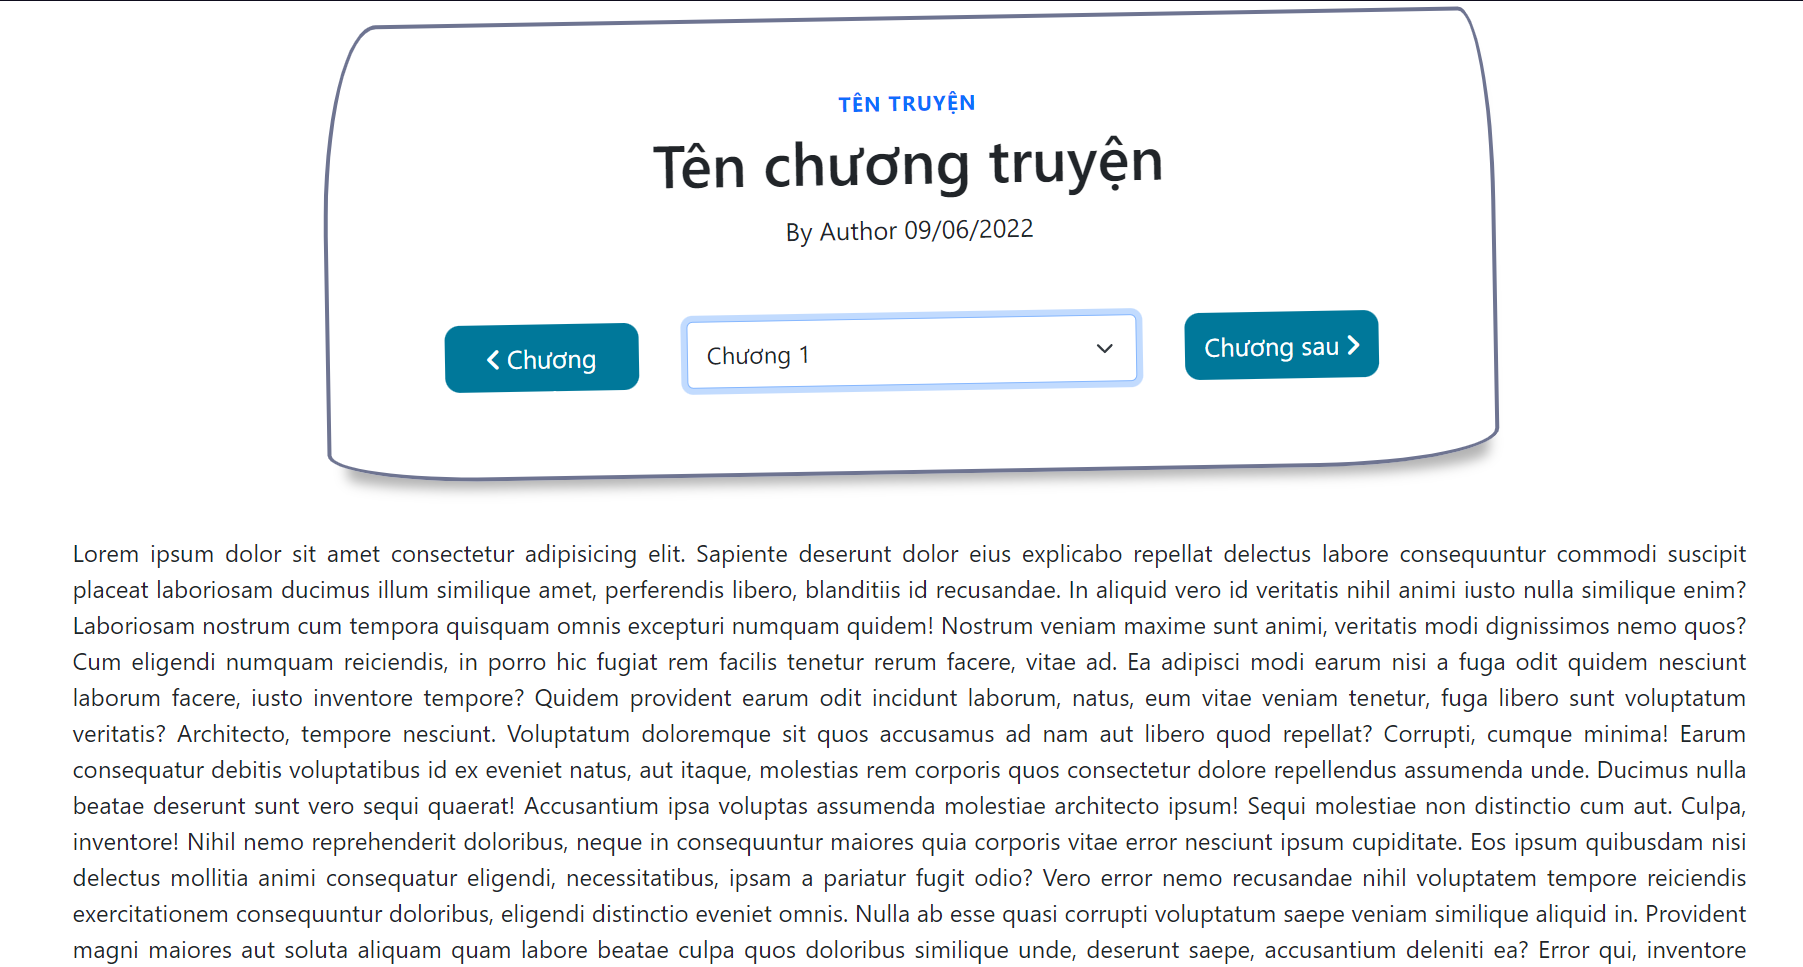 TÊN TRUYỆN
Tên chương truyện
By Author 09/06/2022
Chương
Chương 1
Chương sau
Lorem ipsum dolor sit amet consectetur adipisicing elit. Sapiente deserunt dolor eius explicabo repellat delectus labore consequuntur commodi suscipit
placeat laboriosam ducimus illum similique amet, perferendis libero, blanditiis id recusandae. In aliquid vero id veritatis nihil animi iusto nulla similique enim?
Laboriosam nostrum cum tempora quisquam omnis excepturi numquam quidem! Nostrum veniam maxime sunt animi, veritatis modi dignissimos nemo quos?
Cum eligendi numquam reiciendis, in porro hic fugiat rem facilis tenetur rerum facere, vitae ad. Ea adipisci modi earum nisi a fuga odit quidem nesciunt
laborum facere, iusto inventore tempore? Quidem provident earum odit incidunt laborum, natus, eum vitae veniam tenetur, fuga libero sunt voluptatum
veritatis? Architecto, tempore nesciunt. Voluptatum doloremque sit quos accusamus ad nam aut libero quod repellat? Corrupti, cumque minima! Earum
consequatur debitis voluptatibus id ex eveniet natus, aut itaque, molestias rem corporis quos consectetur dolore repellendus assumenda unde. Ducimus nulla
beatae deserunt sunt vero sequi quaerat! Accusantium ipsa voluptas assumenda molestiae architecto ipsum! Sequi molestiae non distinctio cum aut. Culpa,
inventore! Nihil nemo reprehenderit doloribus, neque in consequuntur maiores quia corporis vitae error nesciunt ipsum cupiditate. Eos ipsum quibusdam nisi
delectus mollitia animi consequatur eligendi, necessitatibus, ipsam a pariatur fugit odio? Vero error nemo recusandae nihil voluptatem tempore reiciendis
exercitationem consequuntur doloribus, eligendi distinctio eveniet omnis. Nulla ab esse quasi corrupti voluptatum saepe veniam similique aliquid in. Provident
magni maiores aut soluta aliquam quam labore beatae culpa quos doloribus similique unde, deserunt saepe, accusantium deleniti ea? Error qui, inventore